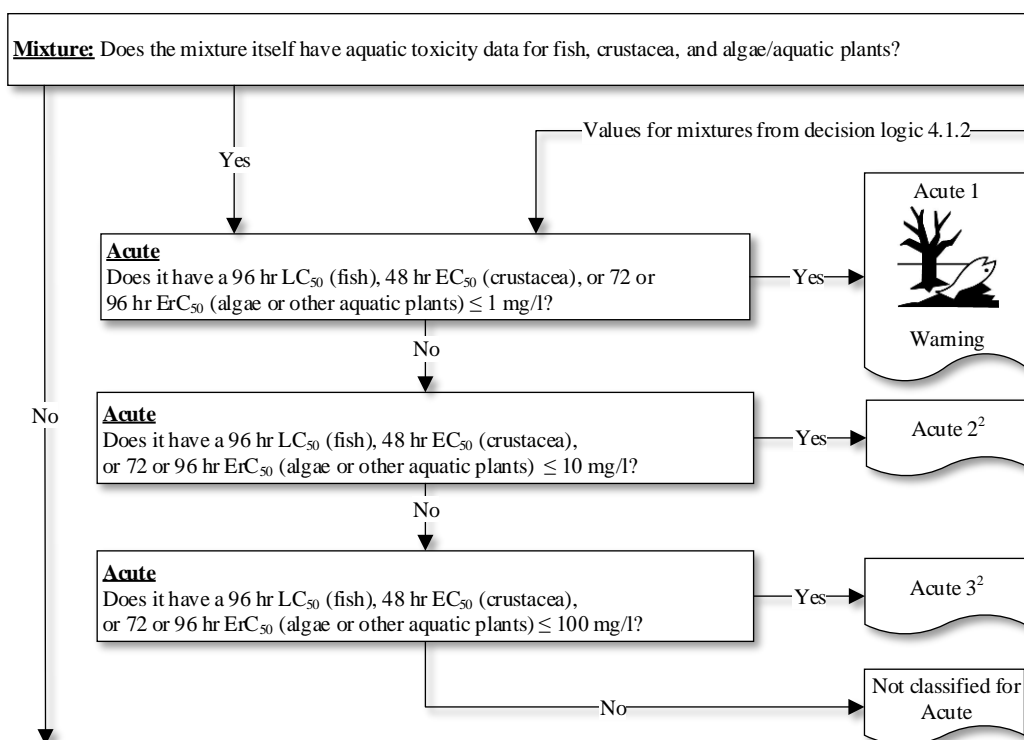 Mixture: Does the mixture itself have aquatic toxicity data for fish, crustacea, and algae/aquatic plants?
Values for mixtures from decision logic 4.1.2
Yes
Acute 1
Acute
Does it have a 96 hr LC₅₀ (fish), 48 hr EC₅₀ (crustacea), or 72 or
96 hr ErC₅₀ (algae or other aquatic plants) ≤ 1 mg/l?
Yes
Warning
No
No
Acute
Does it have a 96 hr LC₅₀ (fish), 48 hr EC₅₀ (crustacea),
or 72 or 96 hr ErC₅₀ (algae or other aquatic plants) ≤ 10 mg/l?
Yes
Acute 2²
No
Acute
Does it have a 96 hr LC₅₀ (fish), 48 hr EC₅₀ (crustacea),
or 72 or 96 hr ErC₅₀ (algae or other aquatic plants) ≤ 100 mg/l?
Yes
Acute 3²
No
Not classified for
Acute